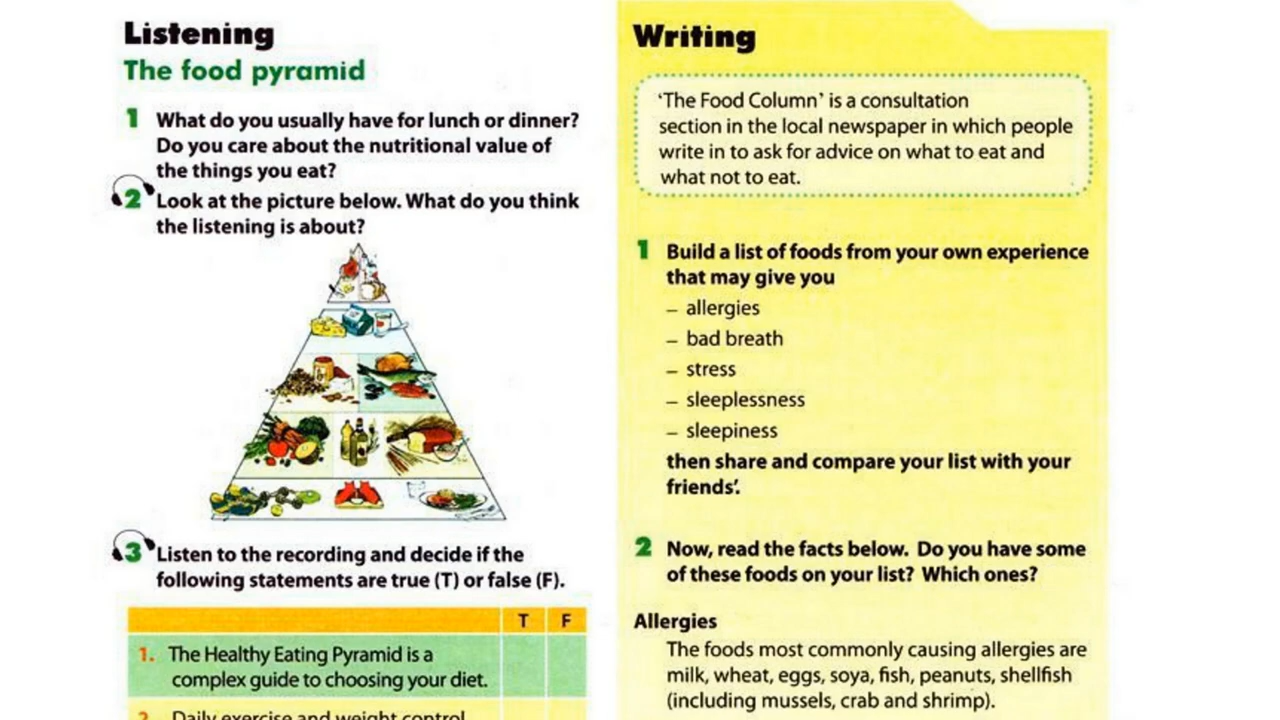 Listening
The food pyramid
1 What do you usually have for lunch or dinner?
Do you care about the nutritional value of
the things you eat?
2 Look at the picture below. What do you think
the listening is about?
3 Listen to the recording and decide if the
following statements are true (T) or false (F).
T F
1. The Healthy Eating Pyramid is a
complex guide to choosing your diet.
2. Daily exercise and weight control
Writing
‘The Food Column’ is a consultation
section in the local newspaper in which people
write in to ask for advice on what to eat and
what not to eat.
1 Build a list of foods from your own experience
that may give you
– allergies
– bad breath
– stress
– sleeplessness
– sleepiness
then share and compare your list with your
friends’.
2 Now, read the facts below. Do you have some
of these foods on your list? Which ones?
Allergies
The foods most commonly causing allergies are
milk, wheat, eggs, soya, fish, peanuts, shellfish
(including mussels, crab and shrimp).